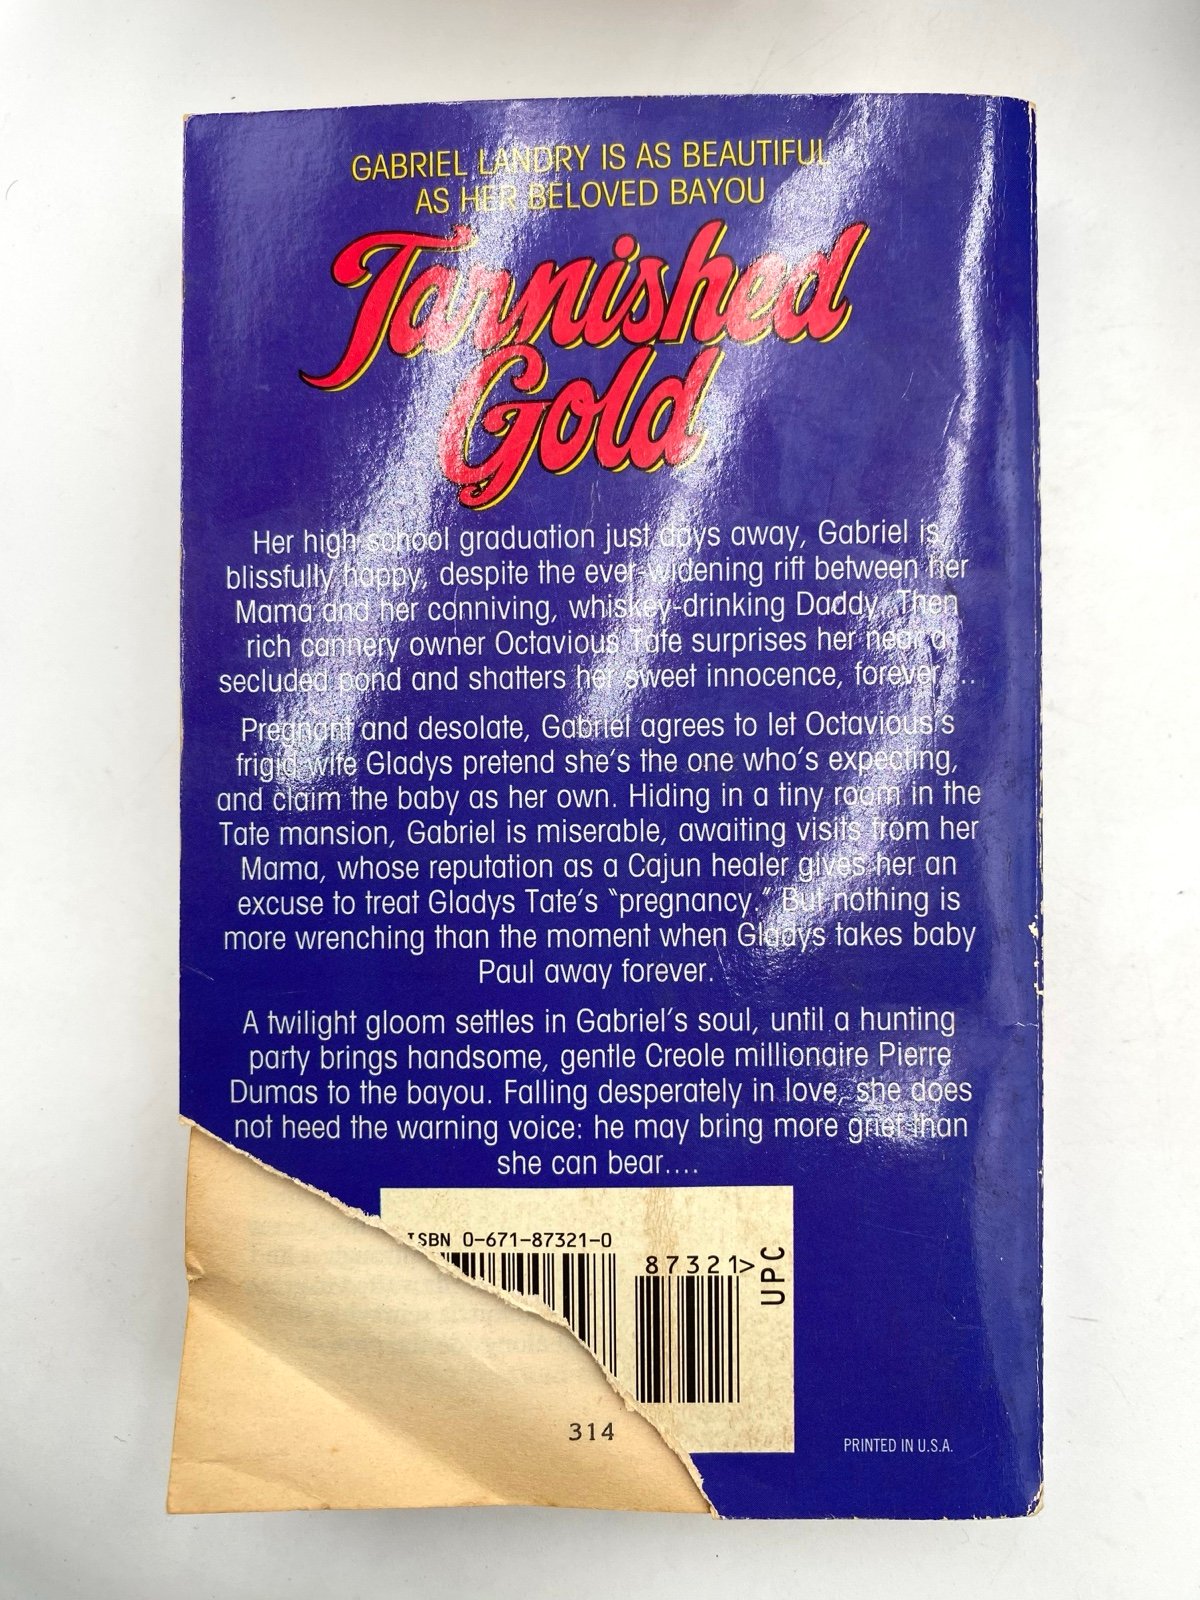 GABRIEL LANDRY IS AS BEAUTIFUL
AS HER BELOVED BAYOU
Tarnished
Gold
Her high school graduation just days away, Gabriel is
blissfully happy, despite the ever-widening rift between her
Mama and her conniving, whiskey-drinking Daddy. Then
rich cannery owner Octavious Tate surprises her near a
secluded pond and shatters her sweet innocence, forever....
Pregnant and desolate, Gabriel agrees to let Octavious's
frigid wife Gladys pretend she's the one who's expecting,
and claim the baby as her own. Hiding in a tiny room in the
Tate mansion, Gabriel is miserable, awaiting visits from her
Mama, whose reputation as a Cajun healer gives her an
excuse to treat Gladys Tate's "pregnancy." But nothing is
more wrenching than the moment when Gladys takes baby
Paul away forever.
A twilight gloom settles in Gabriel's soul, until a hunting
party brings handsome, gentle Creole millionaire Pierre
Dumas to the bayou. Falling desperately in love, she does
not heed the warning voice: he may bring more grief than
she can bear....
ISBN 0-671-87321-0
87321>
UPC
314
PRINTED IN U.S.A.